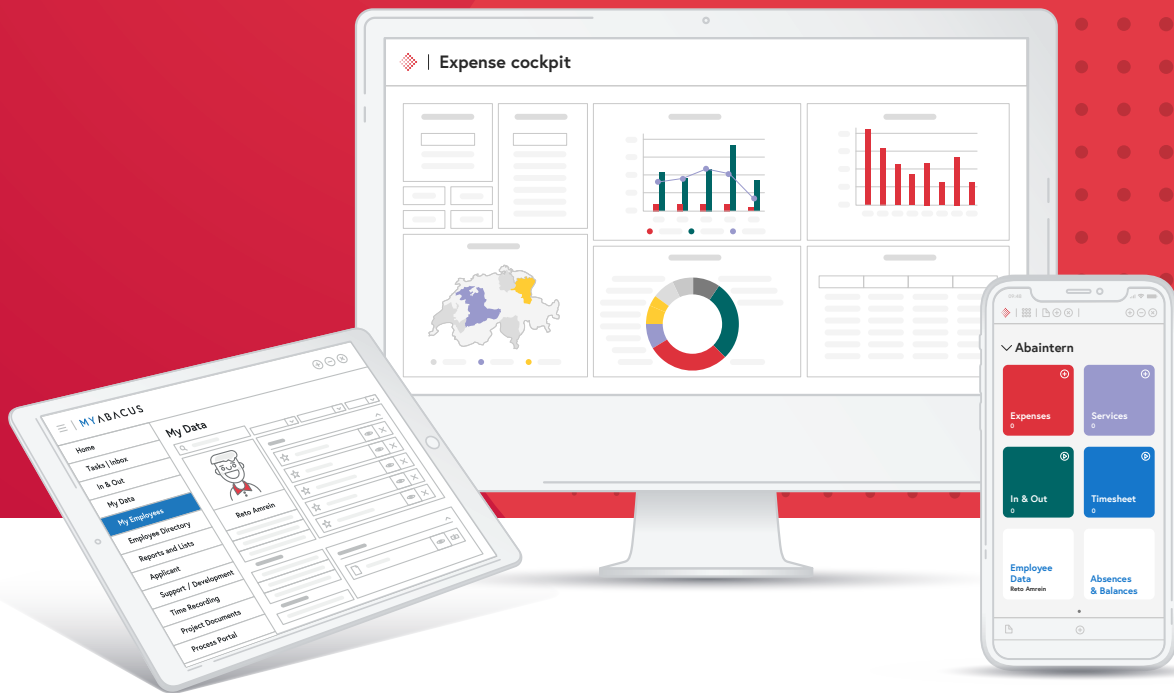 Expense cockpit
MYABACUS
Home
Tasks | Inbox
In & Out
My Data
My Employees
Employee Directory
Reports and Lists
Applicant
Support / Development
Time Recording
Project Documents
Process Portal
My Data
Reto Amrein
Abaintern
Expenses
0
Services
0
In & Out
0
Timesheet
0
Employee
Data
Reto Amrein
Absences
& Balances